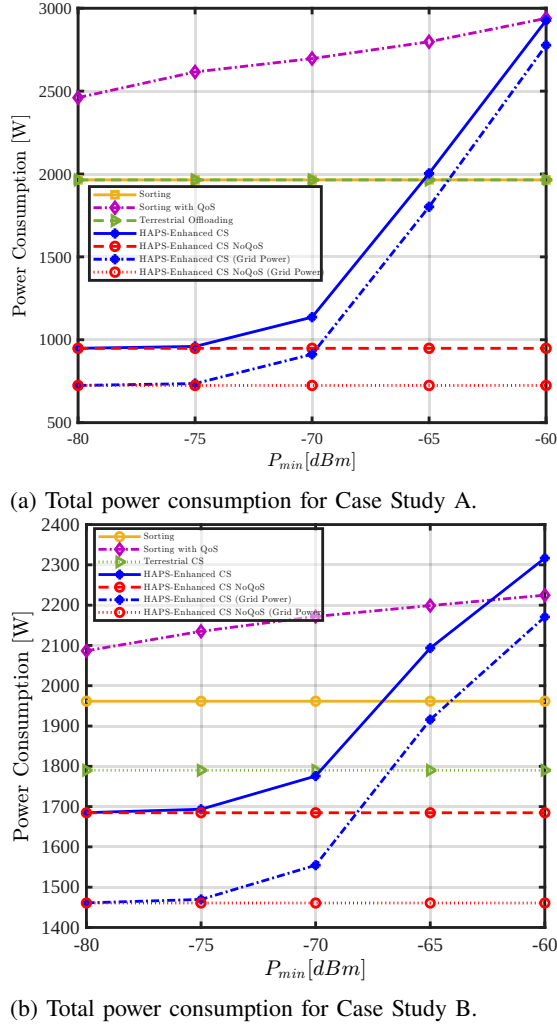 3000
2500
2000
1500
1000
500
Power Consumption [W]
Sorting
Sorting with QoS
Terrestrial Offloading
HAPS-Enhanced CS
HAPS-Enhanced CS NoQoS
HAPS-Enhanced CS (Grid Power)
HAPS-Enhanced CS NoQoS (Grid Power)
-80 -75 -70 -65 -60
P_min[dBm]
(a) Total power consumption for Case Study A.
2400
2300
2200
2100
2000
1900
1800
1700
1600
1500
1400
Power Consumption [W]
Sorting
Sorting with QoS
Terrestrial CS
HAPS-Enhanced CS
HAPS-Enhanced CS NoQoS
HAPS-Enhanced CS (Grid Power)
HAPS-Enhanced CS NoQoS (Grid Power)
-80 -75 -70 -65 -60
P_min[dBm]
(b) Total power consumption for Case Study B.